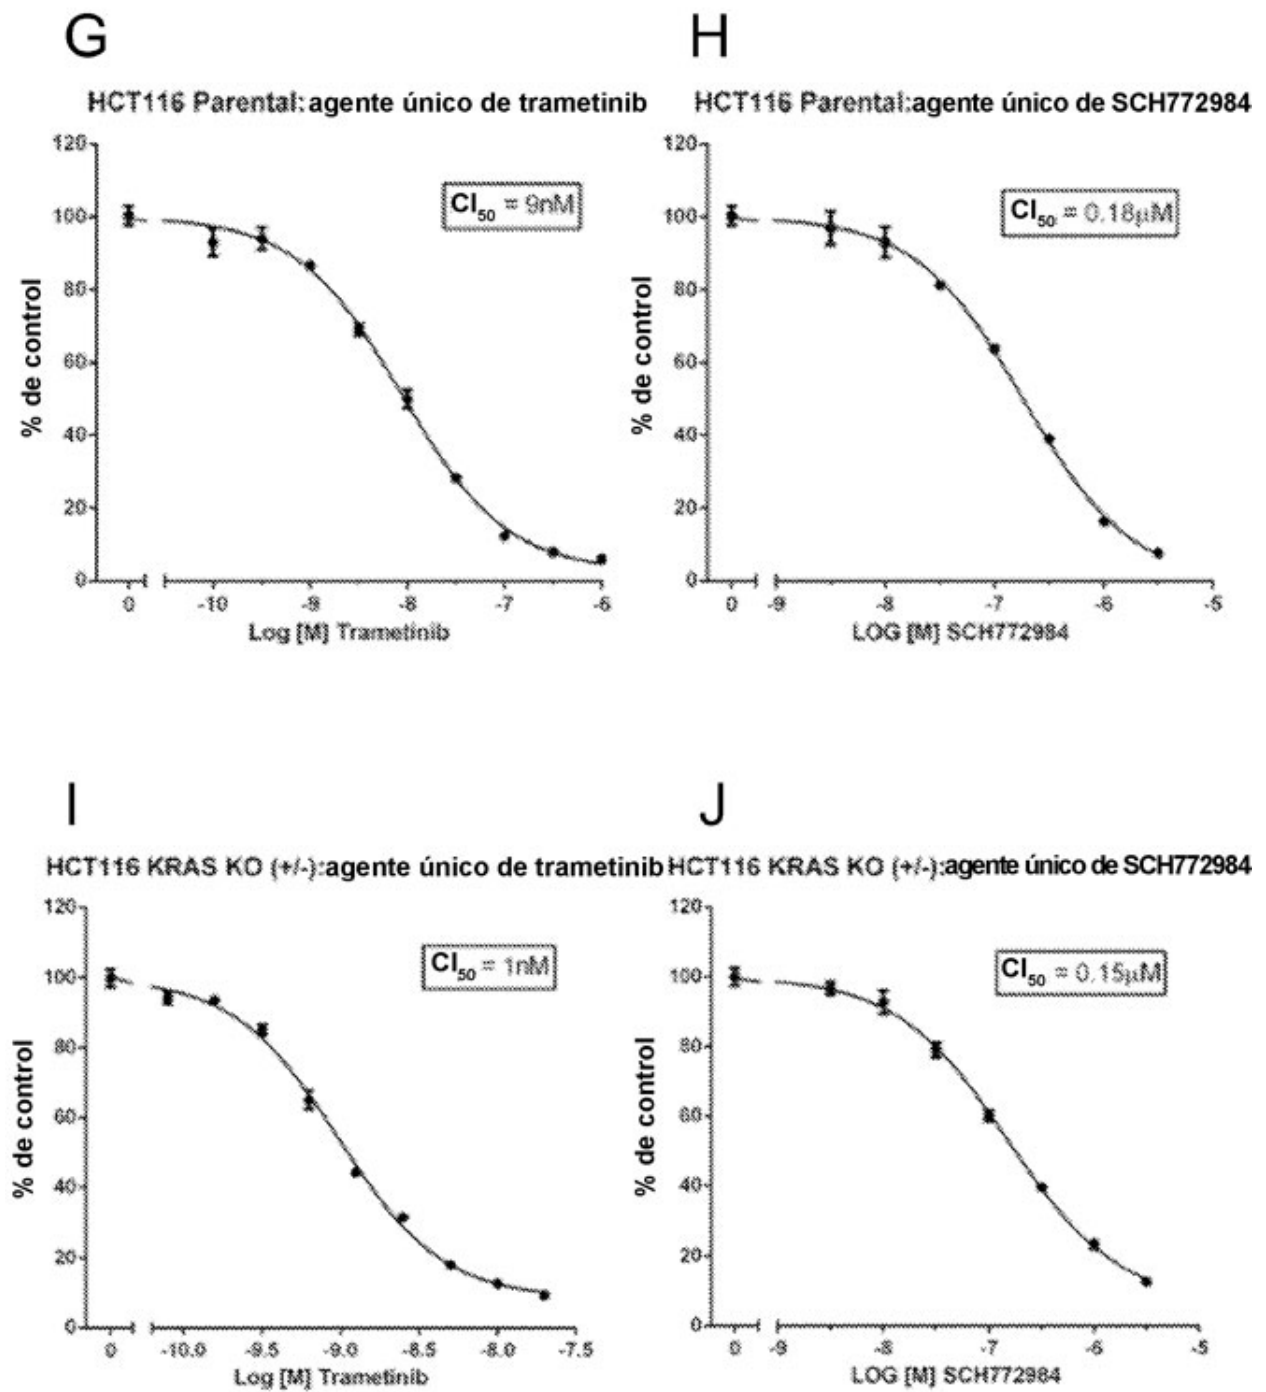 G
HCT116 Parental:agente único de trametinib
CI50 = 9nM
120
100
80
60
40
20
0
% de control
0 -10 -9 -8 -7 -6
Log [M] Trametinib
H
HCT116 Parental:agente único de SCH772984
CI50 = 0.18µM
120
100
80
60
40
20
0
% de control
0 -9 -8 -7 -6 -5
LOG [M] SCH772984
I
HCT116 KRAS KO (+/-):agente único de trametinib
CI50 = 1nM
120
100
80
60
40
20
0
% de control
0 -10.0 -9.5 -9.0 -8.5 -8.0 -7.5
Log [M] Trametinib
J
HCT116 KRAS KO (+/-):agente único de SCH772984
CI50 = 0.15µM
120
100
80
60
40
20
0
% de control
0 -9 -8 -7 -6 -5
LOG [M] SCH772984